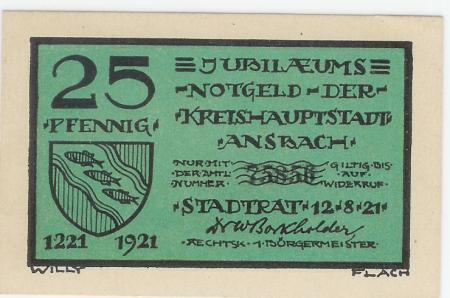 25
PFENNIG
1221 1921
JUBILÆUMS
NOTGELD-DER
KREISHAUPTSTADT
ANSBACH
NUR MIT
DER AMTL
NUMMER
GILTIG BIS
AUF
WIDERRUF
STADTRAT 12-8-21
Dr W Borkholder
RECHTSK. 1. BÜRGERMEISTER
WILLY FLACH